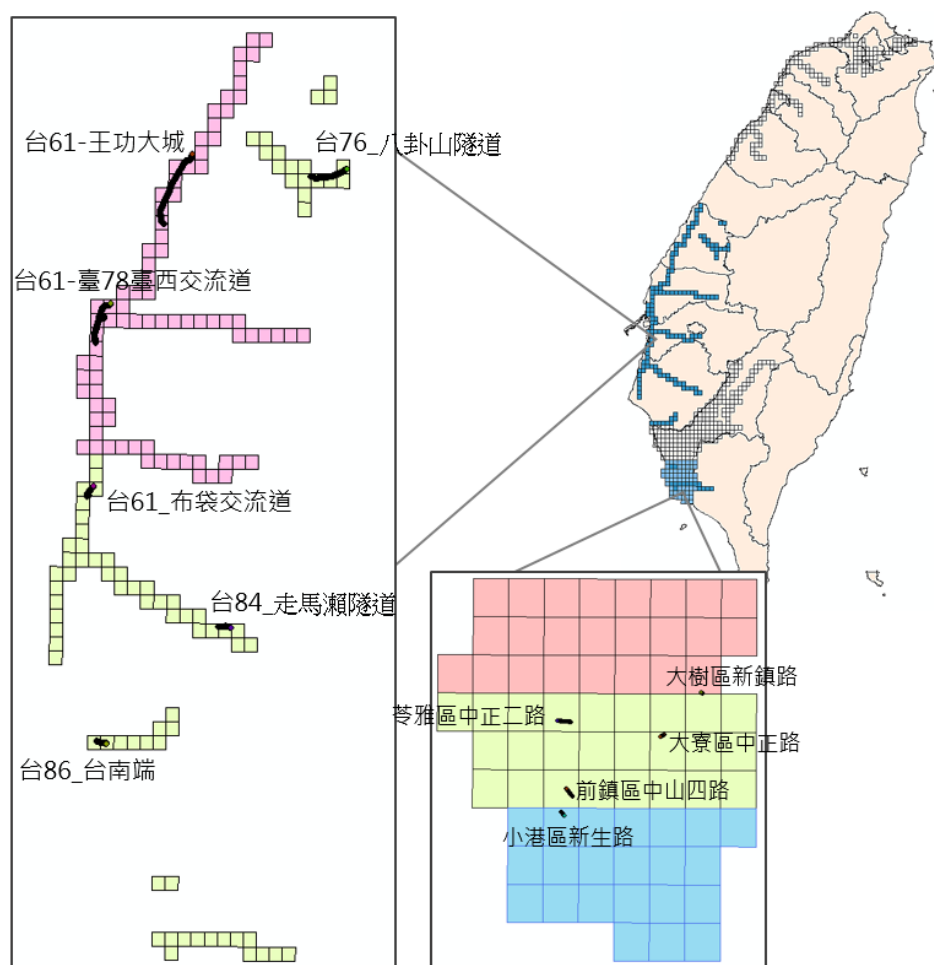 台61-王功大城
台76_八卦山隧道
台61-臺78臺西交流道
台61_布袋交流道
台84_走馬瀨隧道
台86_台南端
大樹區新鎮路
苓雅區中正二路
大寮區中正路
前鎮區中山四路
小港區新生路